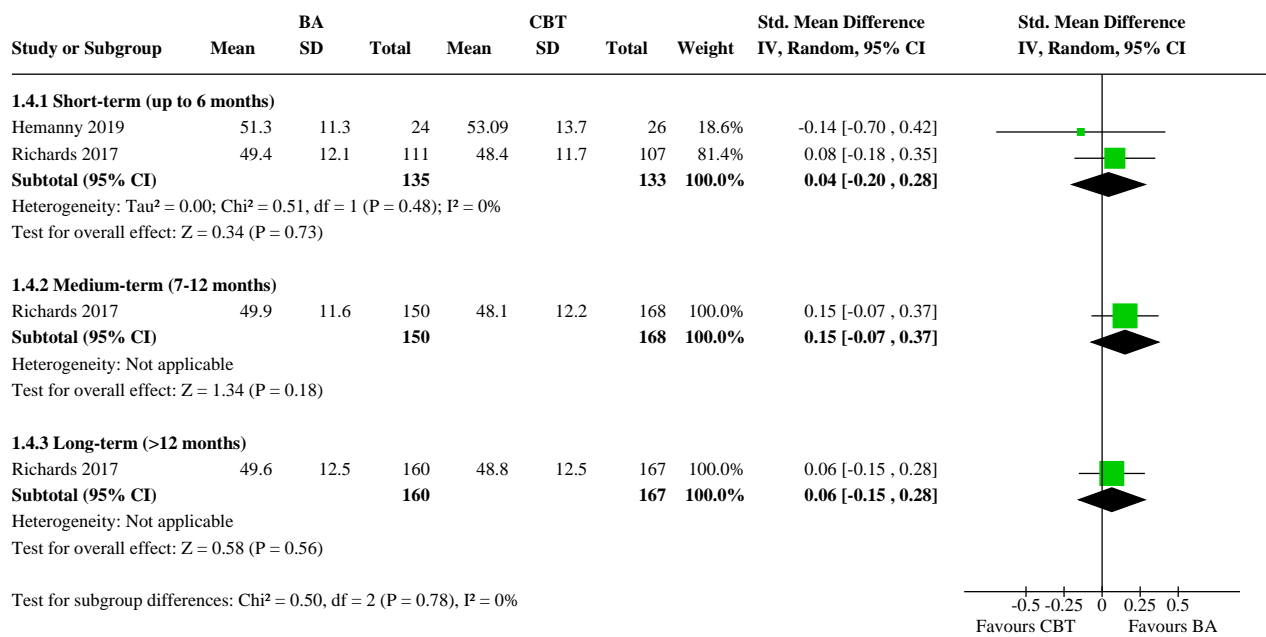 BA CBT Std. Mean Difference Std. Mean Difference
Study or Subgroup Mean SD Total Mean SD Total Weight IV, Random, 95% CI IV, Random, 95% CI
1.4.1 Short-term (up to 6 months)
Hemanny 2019 51.3 11.3 24 53.09 13.7 26 18.6% -0.14 [-0.70 , 0.42]
Richards 2017 49.4 12.1 111 48.4 11.7 107 81.4% 0.08 [-0.18 , 0.35]
Subtotal (95% CI) 135 133 100.0% 0.04 [-0.20 , 0.28]
Heterogeneity: Tau² = 0.00; Chi² = 0.51, df = 1 (P = 0.48); I² = 0%
Test for overall effect: Z = 0.34 (P = 0.73)
1.4.2 Medium-term (7-12 months)
Richards 2017 49.9 11.6 150 48.1 12.2 168 100.0% 0.15 [-0.07 , 0.37]
Subtotal (95% CI) 150 168 100.0% 0.15 [-0.07 , 0.37]
Heterogeneity: Not applicable
Test for overall effect: Z = 1.34 (P = 0.18)
1.4.3 Long-term (>12 months)
Richards 2017 49.6 12.5 160 48.8 12.5 167 100.0% 0.06 [-0.15 , 0.28]
Subtotal (95% CI) 160 167 100.0% 0.06 [-0.15 , 0.28]
Heterogeneity: Not applicable
Test for overall effect: Z = 0.58 (P = 0.56)
Test for subgroup differences: Chi² = 0.50, df = 2 (P = 0.78), I² = 0%
-0.5 -0.25 0 0.25 0.5
Favours CBT Favours BA